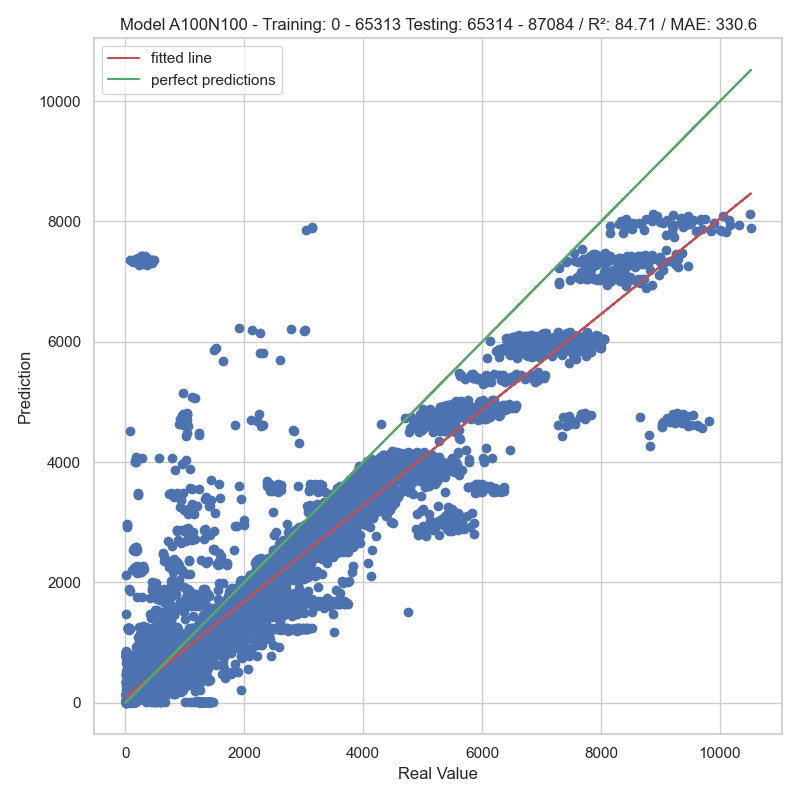 Model A100N100 - Training: 0 - 65313 Testing: 65314 - 87084 / R²: 84.71 / MAE: 330.6
fitted line
perfect predictions
10000
8000
6000
4000
2000
0
Prediction
0 2000 4000 6000 8000 10000
Real Value